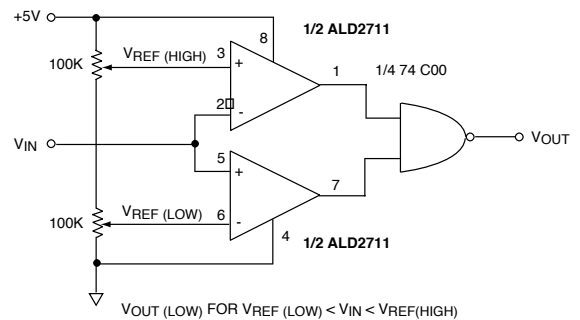 +5V
1/2 ALD2711
8
100K
VREF (HIGH)
3
+
1
1/4 74 C00
2
-
VIN
VOUT
5
+
7
100K
VREF (LOW)
6
-
4
1/2 ALD2711
VOUT (LOW) FOR VREF (LOW) < VIN < VREF(HIGH)